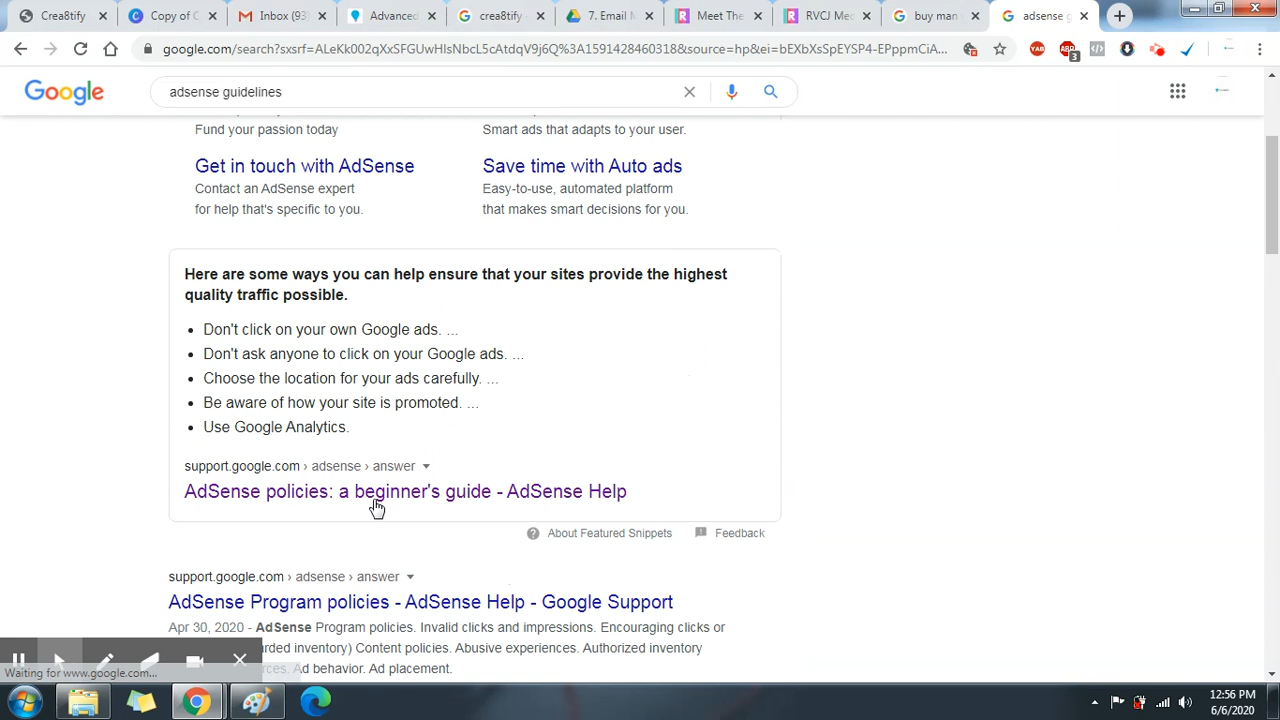 Crea8tify
Copy of C
Inbox (93)
Advanced
crea8tify -
7. Email M
Meet The
RVCJ Me
buy man
adsense g
google.com/search?sxsrf=ALeKk002qXxSFGUwHIsNbcL5cAtdqV9j6Q%3A1591428460318&source=hp&ei=bEXbXsSpEYSP4-EPppmCiA...
YAB
ABP
3
Google
adsense guidelines
Fund your passion today
Smart ads that adapts to your user.
Get in touch with AdSense
Save time with Auto ads
Contact an AdSense expert
Easy-to-use, automated platform
for help that's specific to you.
that makes smart decisions for you.
Here are some ways you can help ensure that your sites provide the highest
quality traffic possible.
• Don't click on your own Google ads. ...
• Don't ask anyone to click on your Google ads. ...
• Choose the location for your ads carefully. ...
• Be aware of how your site is promoted. ...
• Use Google Analytics.
support.google.com › adsense › answer
AdSense policies: a beginner's guide - AdSense Help
About Featured Snippets
Feedback
support.google.com › adsense › answer
AdSense Program policies - AdSense Help - Google Support
Apr 30, 2020 - AdSense Program policies. Invalid clicks and impressions. Encouraging clicks or
arded inventory) Content policies. Abusive experiences. Authorized inventory
Ad behavior. Ad placement.
Waiting for www.google.com...
12:56 PM
6/6/2020